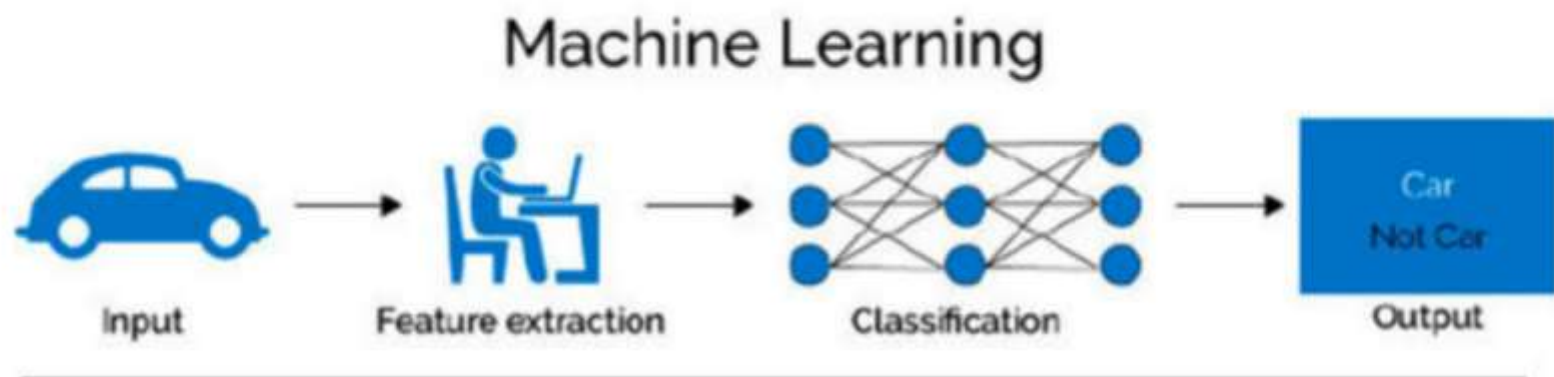 Machine Learning
Car
Not Car
Input
Feature extraction
Classification
Output